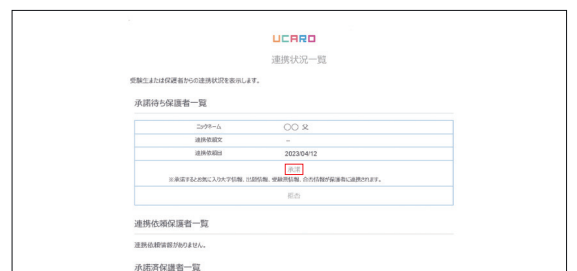 UCARO
連携状況一覧
受験生または保護者からの連携状況を表示します。
承諾待ち保護者一覧
ニックネーム 〇〇 父
連携依頼文 －
連携依頼日 2023/04/12
承諾
※承諾するとお気に入り大学情報、出願情報、受験票情報、合否情報が保護者に連携されます。
拒否
連携依頼保護者一覧
連携依頼情報がありません。
承諾済保護者一覧